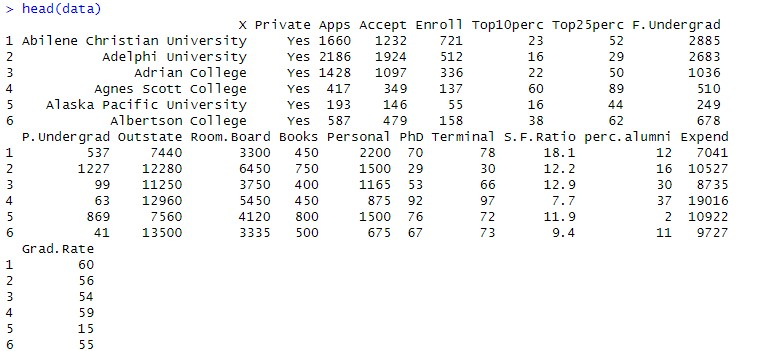 > head(data)
X Private Apps Accept Enroll Top10perc Top25perc F.Undergrad
1 Abilene Christian University Yes 1660 1232 721 23 52 2885
2 Adelphi University Yes 2186 1924 512 16 29 2683
3 Adrian College Yes 1428 1097 336 22 50 1036
4 Agnes Scott College Yes 417 349 137 60 89 510
5 Alaska Pacific University Yes 193 146 55 16 44 249
6 Albertson College Yes 587 479 158 38 62 678
P.Undergrad Outstate Room.Board Books Personal PhD Terminal S.F.Ratio perc.alumni Expend
1 537 7440 3300 450 2200 70 78 18.1 12 7041
2 1227 12280 6450 750 1500 29 30 12.2 16 10527
3 99 11250 3750 400 1165 53 66 12.9 30 8735
4 63 12960 5450 450 875 92 97 7.7 37 19016
5 869 7560 4120 800 1500 76 72 11.9 2 10922
6 41 13500 3335 500 675 67 73 9.4 11 9727
Grad.Rate
1 60
2 56
3 54
4 59
5 15
6 55